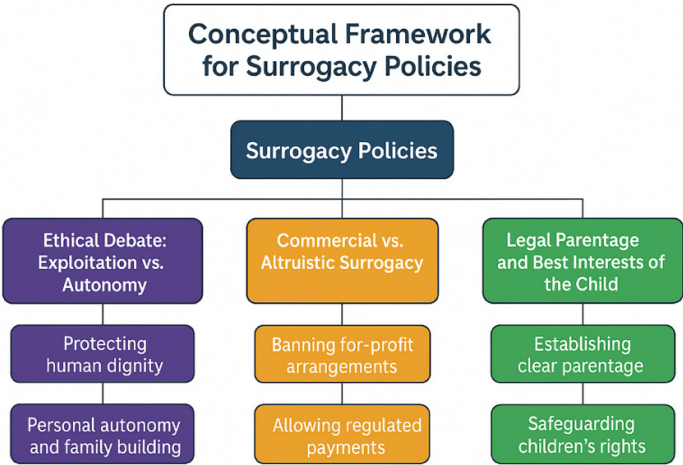 Conceptual Framework
for Surrogacy Policies
Surrogacy Policies
Ethical Debate:
Exploitation vs.
Autonomy
Protecting
human dignity
Personal autonomy
and family building
Commercial vs.
Altruistic Surrogacy
Banning for-profit
arrangements
Allowing regulated
payments
Legal Parentage
and Best Interests of
the Child
Establishing
clear parentage
Safeguarding
children's rights